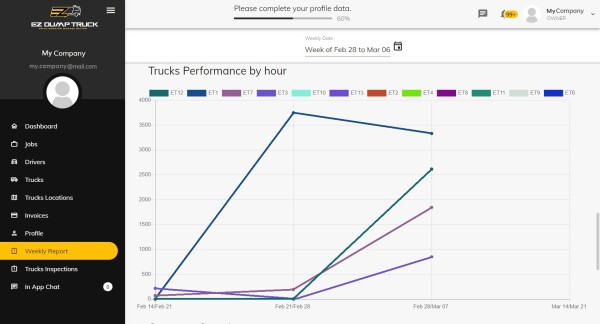 EZ
EZ DUMP TRUCK
My Company
my.company@mail.com
Dashboard
Jobs
Drivers
Trucks
Trucks Locations
Invoices
Profile
Weekly Report
Trucks Inspections
In App Chat 0
Please complete your profile data.
60%
99+
MyCompany
OWNER
Weekly Date
Week of Feb 28 to Mar 06
Trucks Performance by hour
ET12 ET1 ET7 ET3 ET10 ET13 ET2 ET4 ET8 ET11 ET9 ET6
4000
3500
3000
2500
2000
1500
1000
500
0
Feb 14/Feb 21 Feb 21/Feb 28 Feb 28/Mar 07 Mar 14/Mar 21